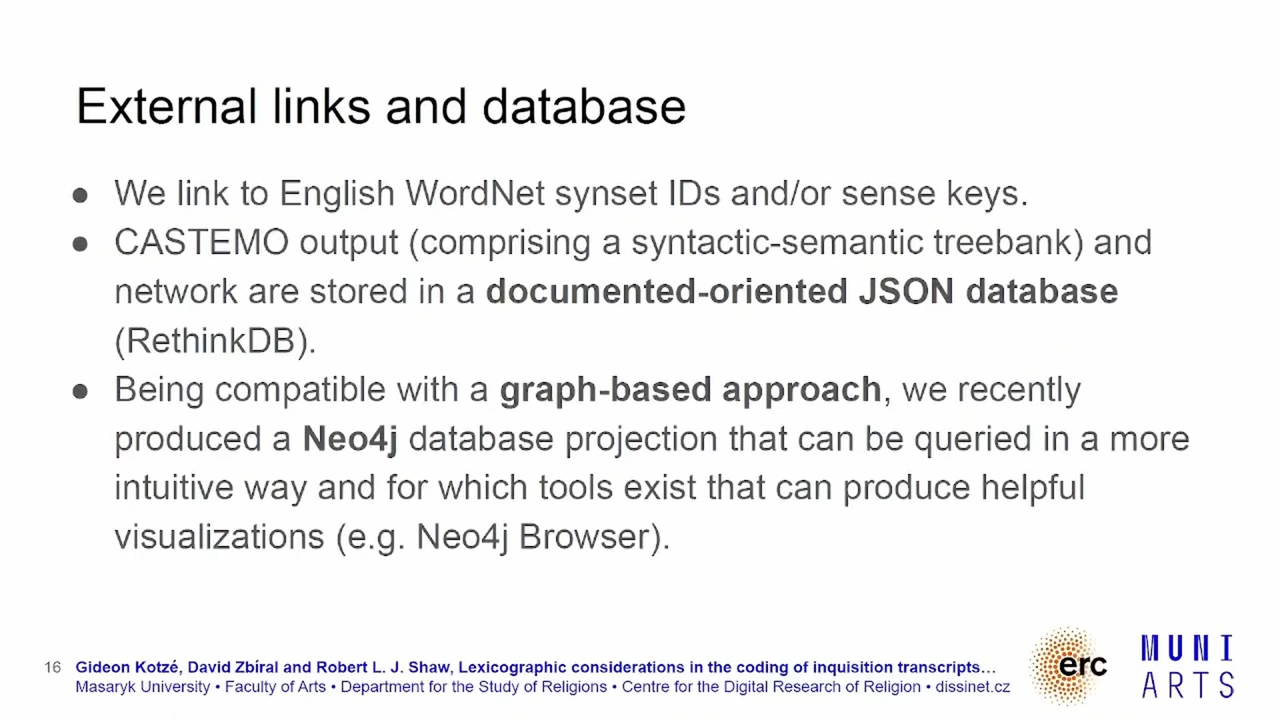 External links and database
● We link to English WordNet synset IDs and/or sense keys.
● CASTEMO output (comprising a syntactic-semantic treebank) and
network are stored in a documented-oriented JSON database
(RethinkDB).
● Being compatible with a graph-based approach, we recently
produced a Neo4j database projection that can be queried in a more
intuitive way and for which tools exist that can produce helpful
visualizations (e.g. Neo4j Browser).
16 Gideon Kotzé, David Zbíral and Robert L. J. Shaw, Lexicographic considerations in the coding of inquisition transcripts…
Masaryk University • Faculty of Arts • Department for the Study of Religions • Centre for the Digital Research of Religion • dissinet.cz
erc
MUNI
ARTS